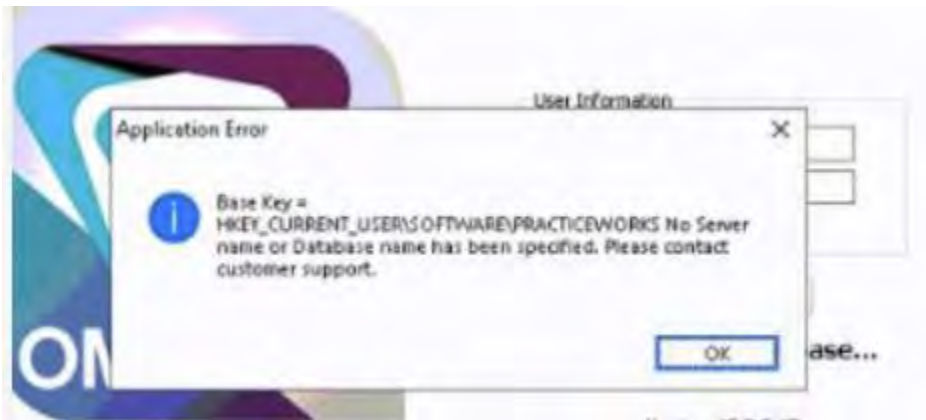 User Information
Application Error
Base Key =
HKEY_CURRENT_USER\SOFTWARE\PRACTICEWORKS No Server
name or Database name has been specified. Please contact
customer support.
OK
OM
ase...